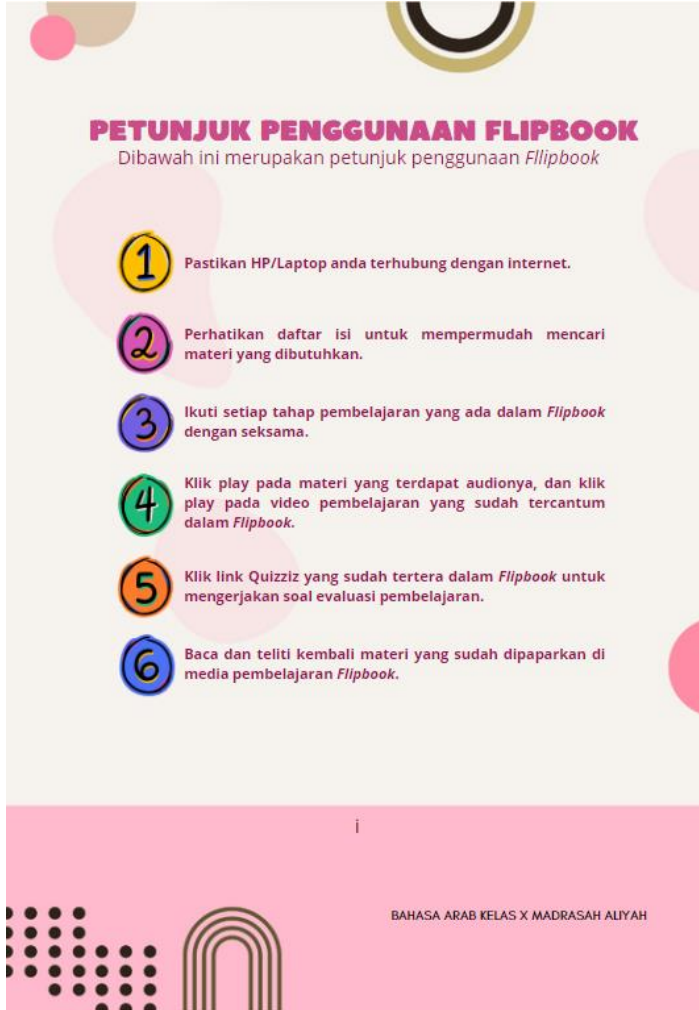 PETUNJUK PENGGUNAAN FLIPBOOK
Dibawah ini merupakan petunjuk penggunaan Fllipbook
1
Pastikan HP/Laptop anda terhubung dengan internet.
2
Perhatikan daftar isi untuk mempermudah mencari
materi yang dibutuhkan.
3
Ikuti setiap tahap pembelajaran yang ada dalam Flipbook
dengan seksama.
4
Klik play pada materi yang terdapat audionya, dan klik
play pada video pembelajaran yang sudah tercantum
dalam Flipbook.
5
Klik link Quizziz yang sudah tertera dalam Flipbook untuk
mengerjakan soal evaluasi pembelajaran.
6
Baca dan teliti kembali materi yang sudah dipaparkan di
media pembelajaran Flipbook.
i
BAHASA ARAB KELAS X MADRASAH ALIYAH